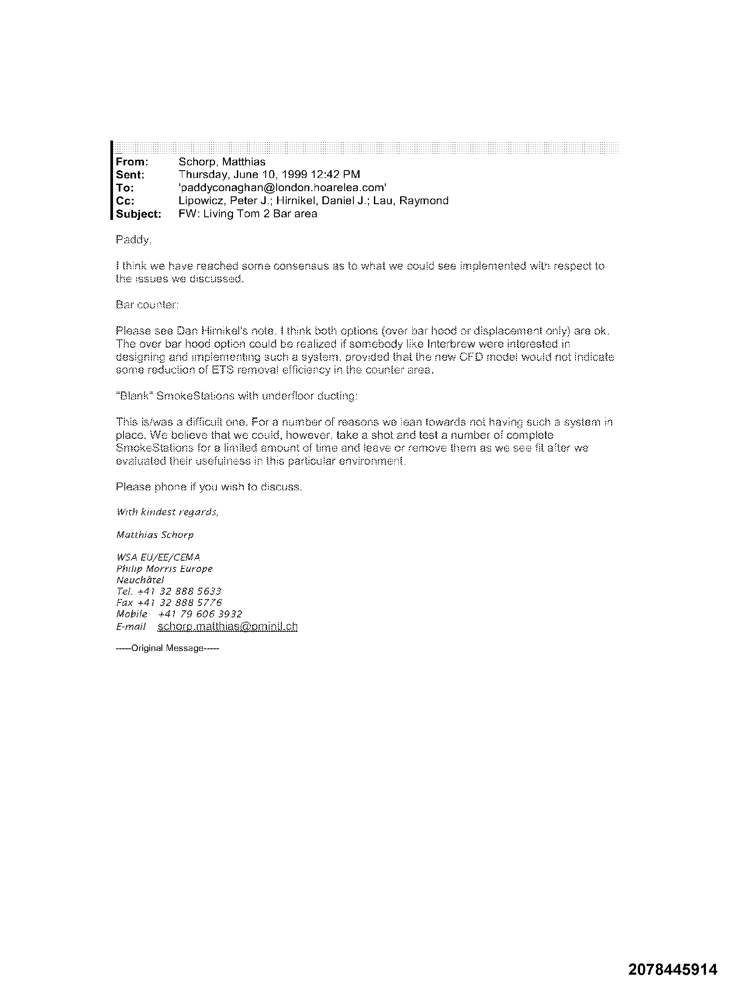 From: Schorp, Matthias
Sent: Thursday, June 10, 1999 12:42 PM
To: 'paddyconaghan@london.hoarelea.com'
Cc: Lipowicz, Peter J.; Hirnikel, Daniel J.; Lau, Raymond
Subject: FW: Living Tom 2 Bar area
Paddy,
I think we have reached some consensus as to what we could see implemented with respect to
the issues we discussed.
Bar counter:
Please see Dan Hirnikel's note. I think both options (over bar hood or displacement only) are ok.
The over bar hood option could be realized if somebody like Interbrew were interested in
designing and implementing such a system, provided that the new CFD model would not indicate
some reduction of ETS removal efficiency in the counter area.
"Blank" SmokeStations with underfloor ducting:
This is/was a difficult one. For a number of reasons we lean towards not having such a system in
place. We believe that we could, however, take a shot and test a number of complete
SmokeStations for a limited amount of time and leave or remove them as we see fit after we
evaluated their usefulness in this particular environment.
Please phone if you wish to discuss.
With kindest regards,
Matthias Schorp
WSA EU/EE/CEMA
Philip Morris Europe
Neuchâtel
Tel. +41 32 888 5633
Fax +41 32 888 5776
Mobile +41 79 606 3932
E-mail schorp.matthias@pmintl.ch
-----Original Message-----
2078445914